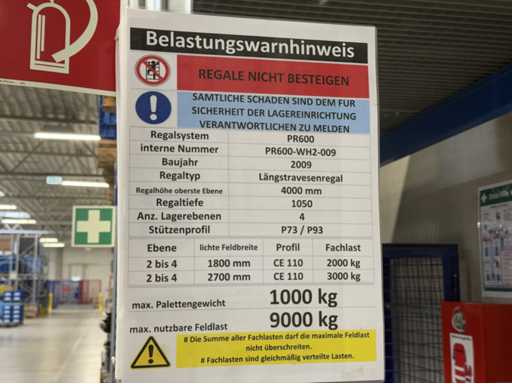 Belastungswarnhinweis
REGALE NICHT BESTEIGEN
SÄMTLICHE SCHÄDEN SIND DEM FÜR
SICHERHEIT DER LAGEREINRICHTUNG
VERANTWORTLICHEN ZU MELDEN
Regalsystem PR600
interne Nummer PR600-WH2-009
Baujahr 2009
Regaltyp Längstravesenregal
Regalhöhe oberste Ebene 4000 mm
Regaltiefe 1050
Anz. Lagerebenen 4
Stützenprofil P73 / P93
Ebene lichte Feldbreite Profil Fachlast
2 bis 4 1800 mm CE 110 2000 kg
2 bis 4 2700 mm CE 110 3000 kg
max. Palettengewicht 1000 kg
max. nutzbare Feldlast 9000 kg
# Die Summe aller Fachlasten darf die maximale Feldlast
nicht überschreiten.
# Fachlasten sind gleichmäßig verteilte Lasten.